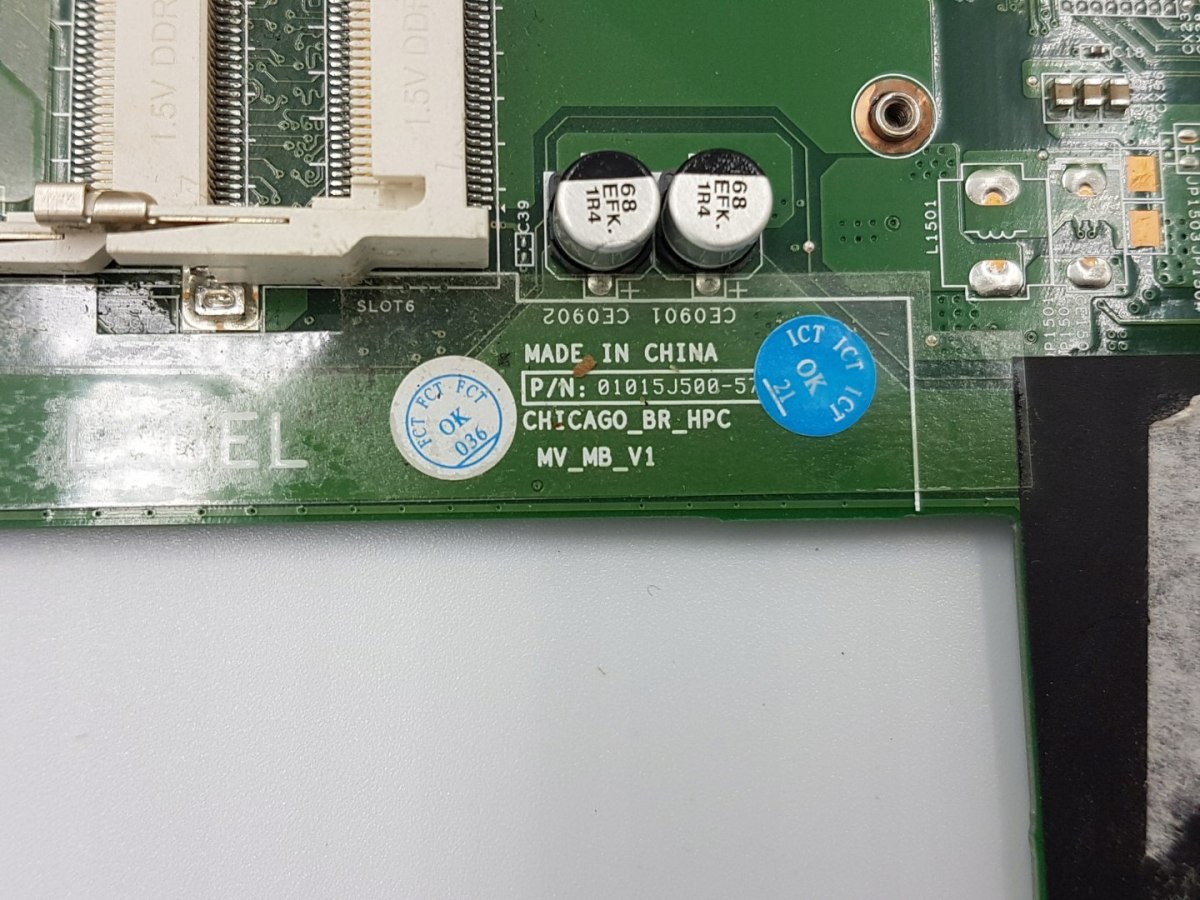 1.5V DDR
1.5V DDR
C18
C39
68
EFK.
1R4
68
EFK.
1R4
L1501
SLOT6
CE0902
CE0901
MADE IN CHINA
P/N: 01015J500-57
CHICAGO_BR_HPC
MV_MB_V1
FCT FCT FCT
OK
036
ICT ICT ICT
OK
21